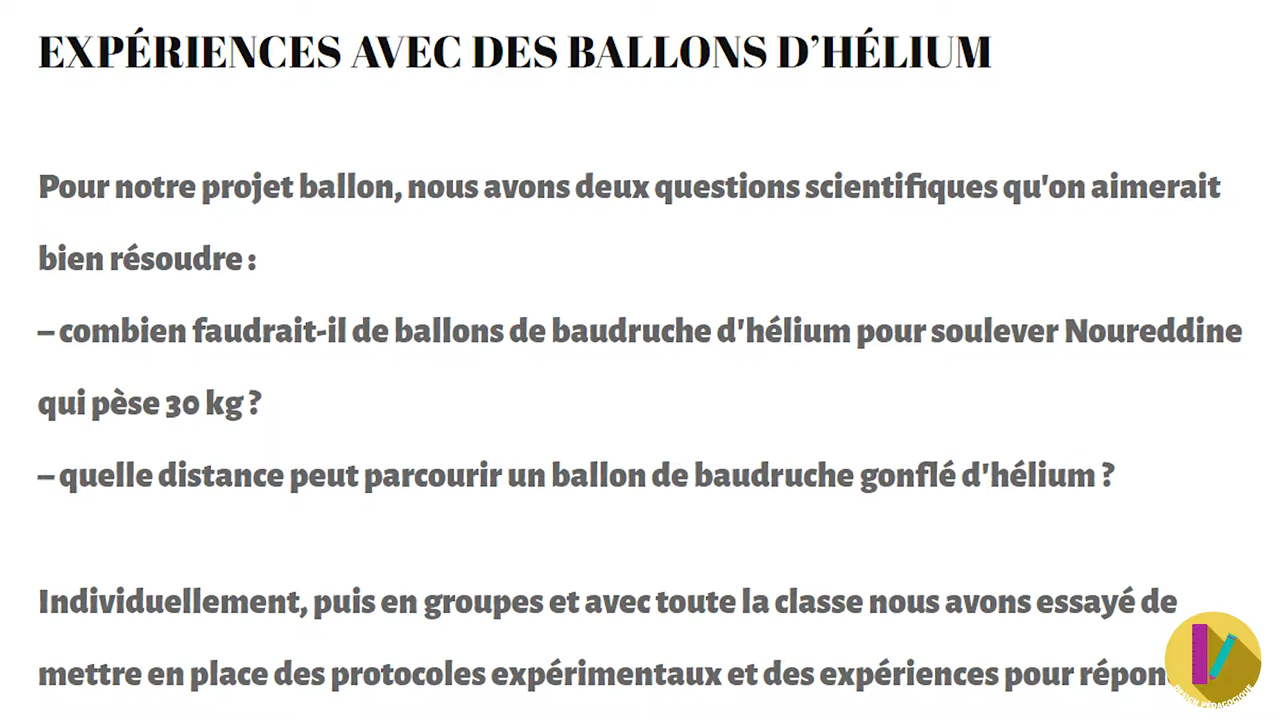 EXPÉRIENCES AVEC DES BALLONS D’HÉLIUM
Pour notre projet ballon, nous avons deux questions scientifiques qu'on aimerait
bien résoudre :
– combien faudrait-il de ballons de baudruche d'hélium pour soulever Noureddine
qui pèse 30 kg ?
– quelle distance peut parcourir un ballon de baudruche gonflé d'hélium ?
Individuellement, puis en groupes et avec toute la classe nous avons essayé de
mettre en place des protocoles expérimentaux et des expériences pour
DESIGN PÉDAGOGIQUE